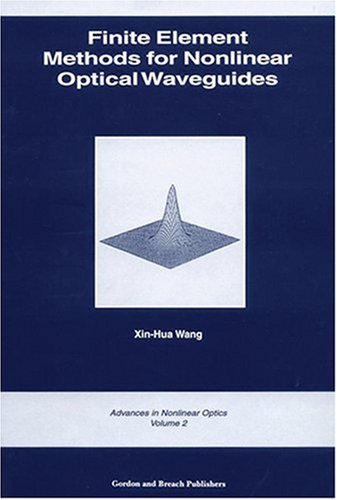 Finite Element
Methods for Nonlinear
Optical Waveguides
Xin-Hua Wang
Advances in Nonlinear Optics
Volume 2
Gordon and Breach Publishers